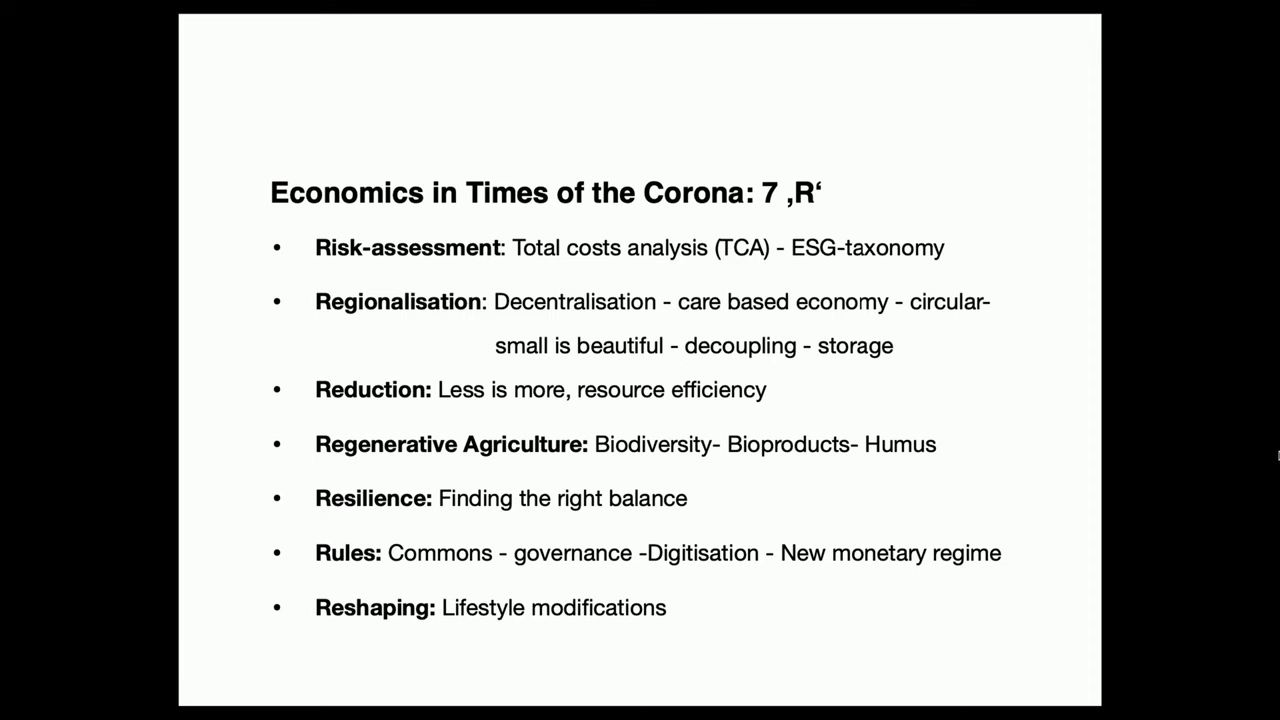 Economics in Times of the Corona: 7 ‚R‘
• Risk-assessment: Total costs analysis (TCA) - ESG-taxonomy
• Regionalisation: Decentralisation - care based economy - circular-
small is beautiful - decoupling - storage
• Reduction: Less is more, resource efficiency
• Regenerative Agriculture: Biodiversity- Bioproducts- Humus
• Resilience: Finding the right balance
• Rules: Commons - governance -Digitisation - New monetary regime
• Reshaping: Lifestyle modifications